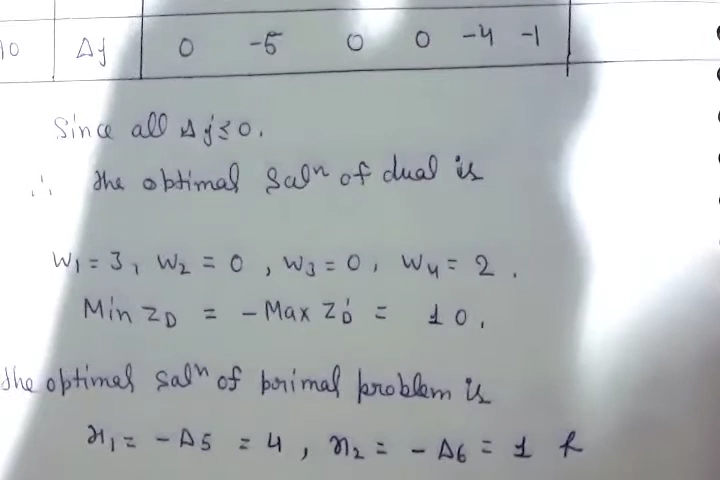 10 Δj 0 -5 0 0 -4 -1
Since all Δj≤0.
∴ the optimal Solⁿ of dual is
W₁ = 3, W₂ = 0, W₃ = 0, W₄ = 2.
Min Z_D = - Max Z'_D = 10.
the optimal solⁿ of primal problem is
x₁ = -Δ5 = 4, x₂ = -Δ6 = 1 &